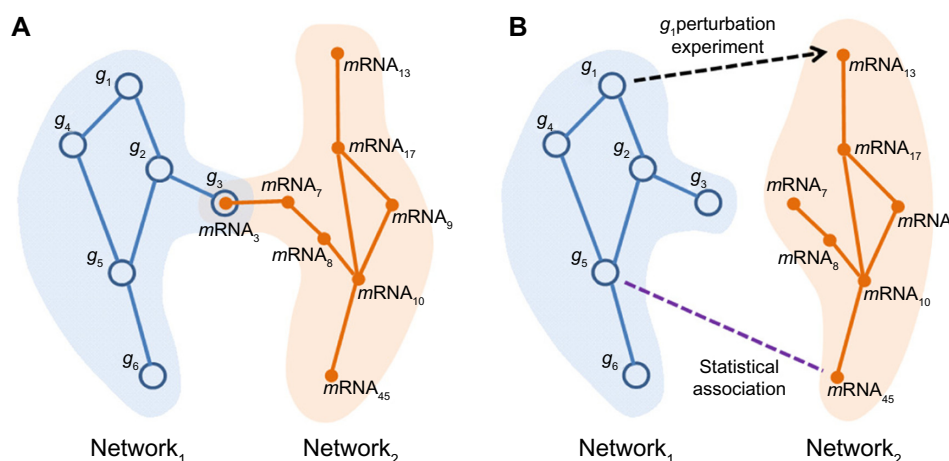 A
g1
g4
g2
g3
g5
g6
mRNA3
mRNA7
mRNA8
mRNA13
mRNA17
mRNA9
mRNA10
mRNA45
Network1
Network2
B
g1perturbation
experiment
g1
g4
g2
g3
g5
g6
mRNA13
mRNA17
mRNA7
mRNA
mRNA8
mRNA10
Statistical
association
mRNA45
Network1
Network2